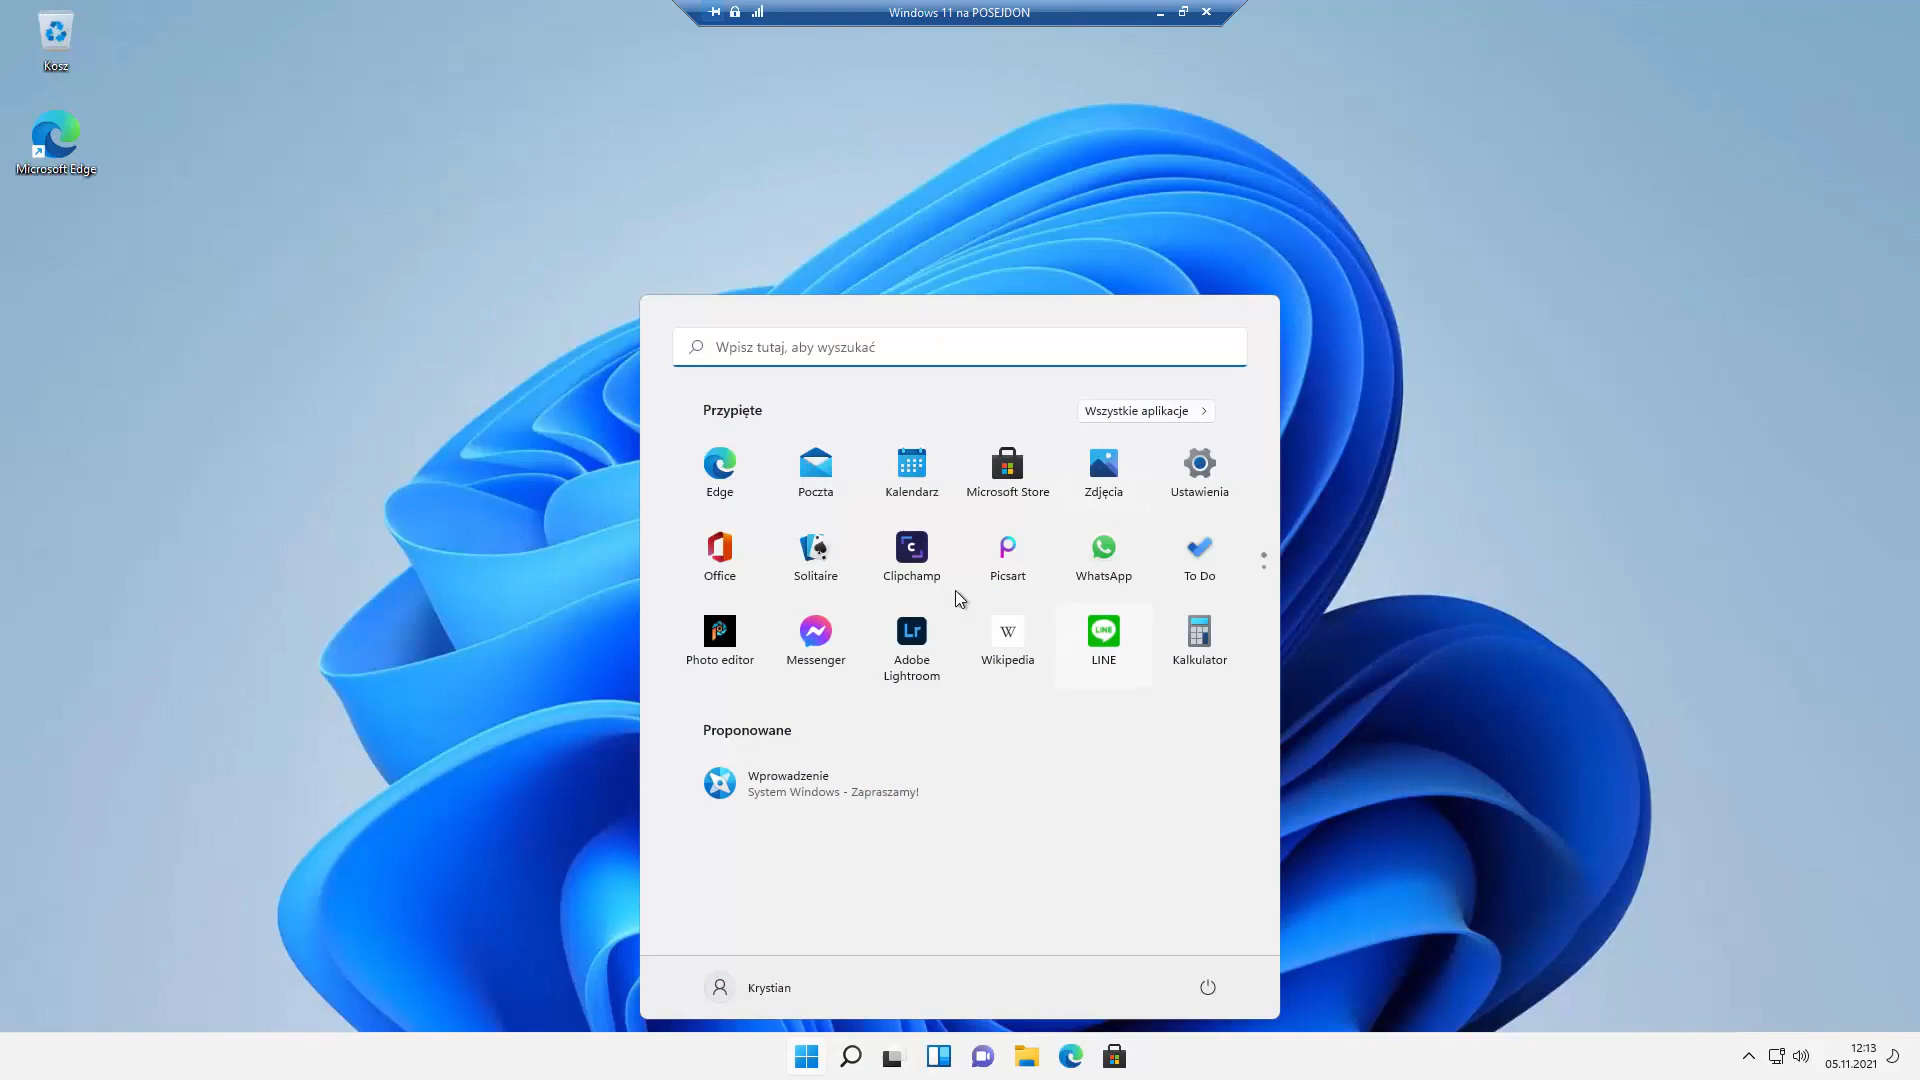 Windows 11 na POSEJDON
Kosz
Microsoft Edge
Wpisz tutaj, aby wyszukać
Przypięte
Wszystkie aplikacje
Edge
Poczta
Kalendarz
Microsoft Store
Zdjęcia
Ustawienia
Office
Solitaire
Clipchamp
Picsart
WhatsApp
To Do
Photo editor
Messenger
Adobe
Lightroom
Wikipedia
LINE
Kalkulator
Proponowane
Wprowadzenie
System Windows - Zapraszamy!
Krystian
12:13
05.11.2021